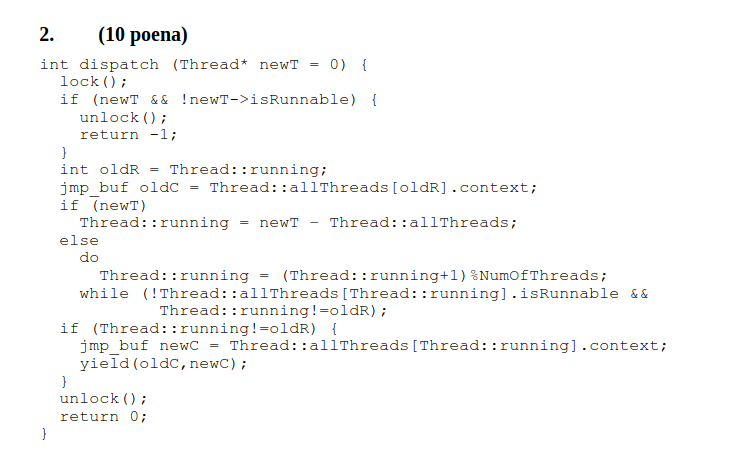 2. (10 poena)
int dispatch (Thread* newT = 0) {
  lock();
  if (newT && !newT->isRunnable) {
    unlock();
    return -1;
  }
  int oldR = Thread::running;
  jmp_buf oldC = Thread::allThreads[oldR].context;
  if (newT)
    Thread::running = newT - Thread::allThreads;
  else
    do
      Thread::running = (Thread::running+1)%NumOfThreads;
    while (!Thread::allThreads[Thread::running].isRunnable &&
            Thread::running!=oldR);
  if (Thread::running!=oldR) {
    jmp_buf newC = Thread::allThreads[Thread::running].context;
    yield(oldC,newC);
  }
  unlock();
  return 0;
}